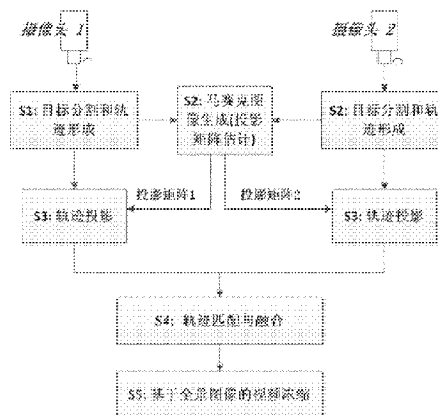 摄像头 1
摄像头 2
S1: 目标分割和轨
迹形成
S2: 马赛克图
像生成(投影
矩阵估计)
S2: 目标分割和轨
迹形成
投影矩阵1
投影矩阵2
S3: 轨迹投影
S3: 轨迹投影
S4: 轨迹匹配与融合
S5: 基于全景图像的视频浓缩